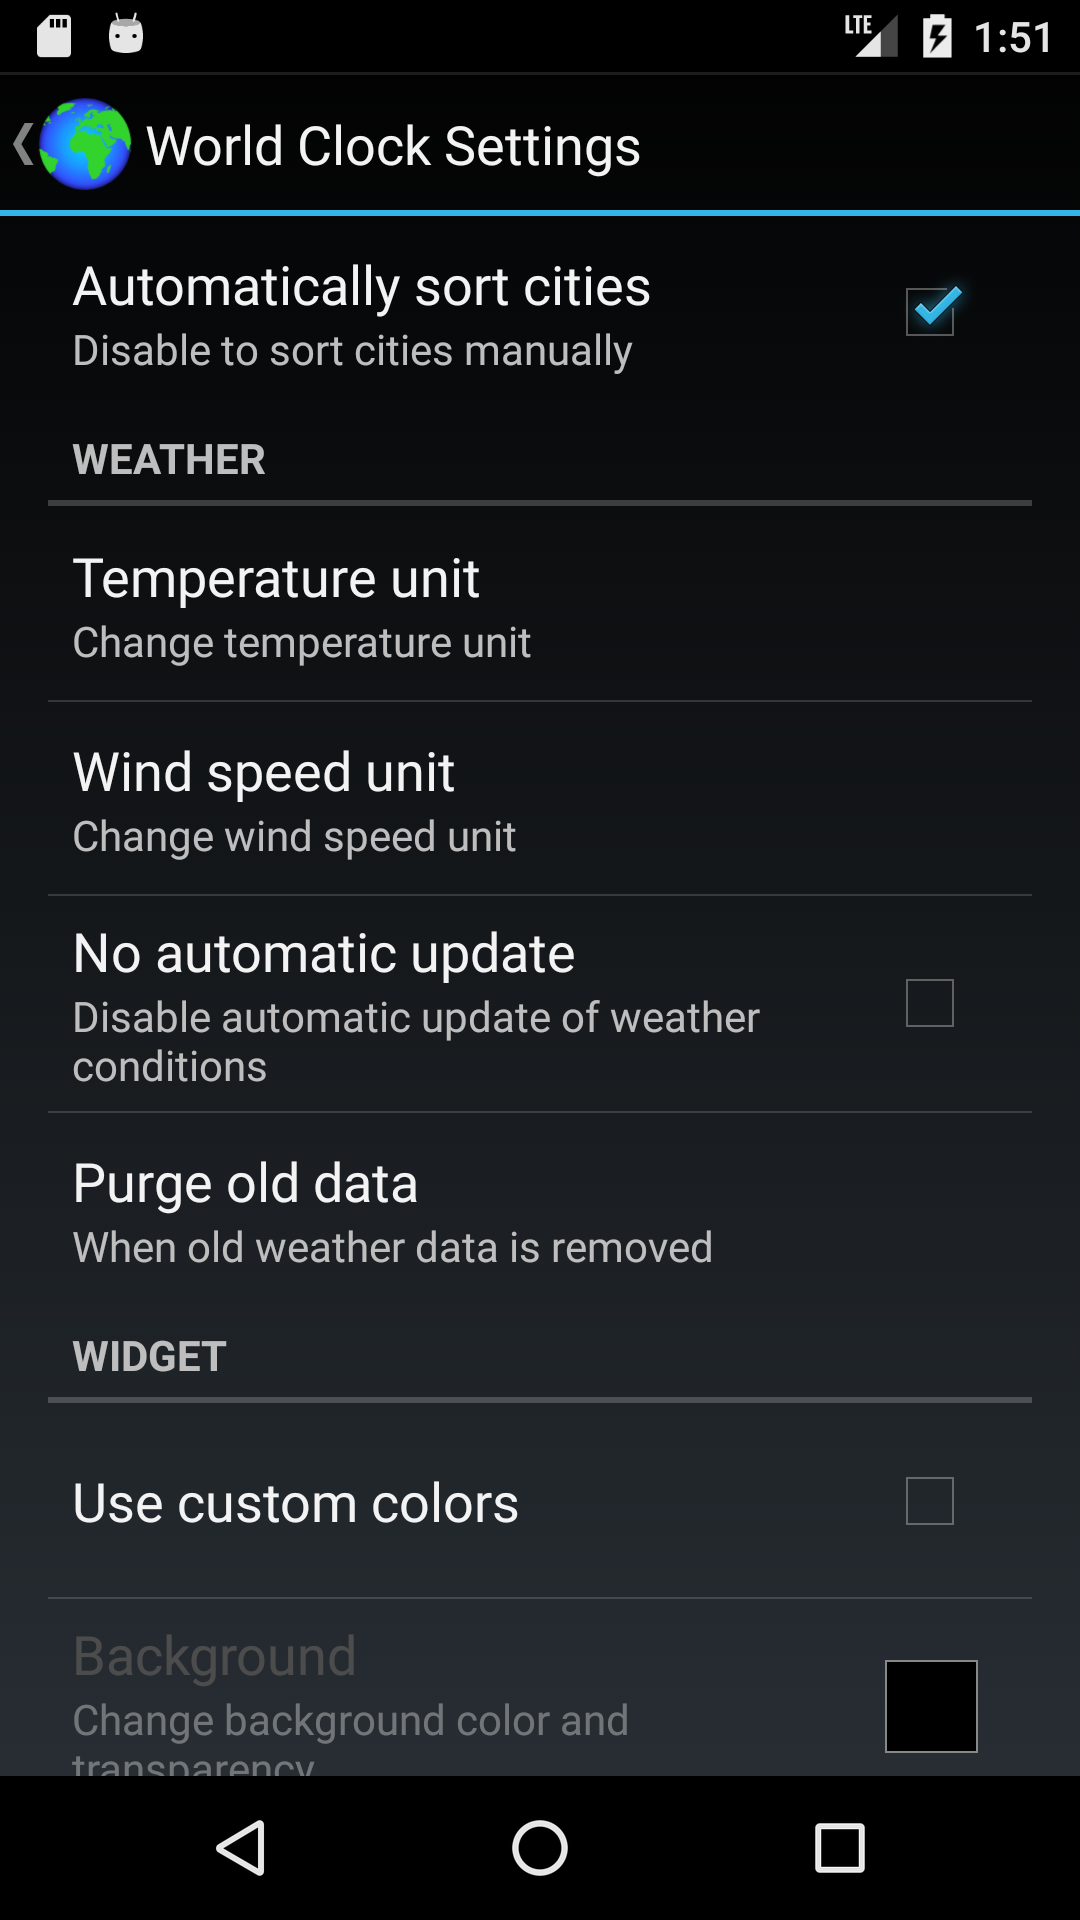 LTE 1:51
World Clock Settings
Automatically sort cities
Disable to sort cities manually
WEATHER
Temperature unit
Change temperature unit
Wind speed unit
Change wind speed unit
No automatic update
Disable automatic update of weather
conditions
Purge old data
When old weather data is removed
WIDGET
Use custom colors
Background
Change background color and
transparency